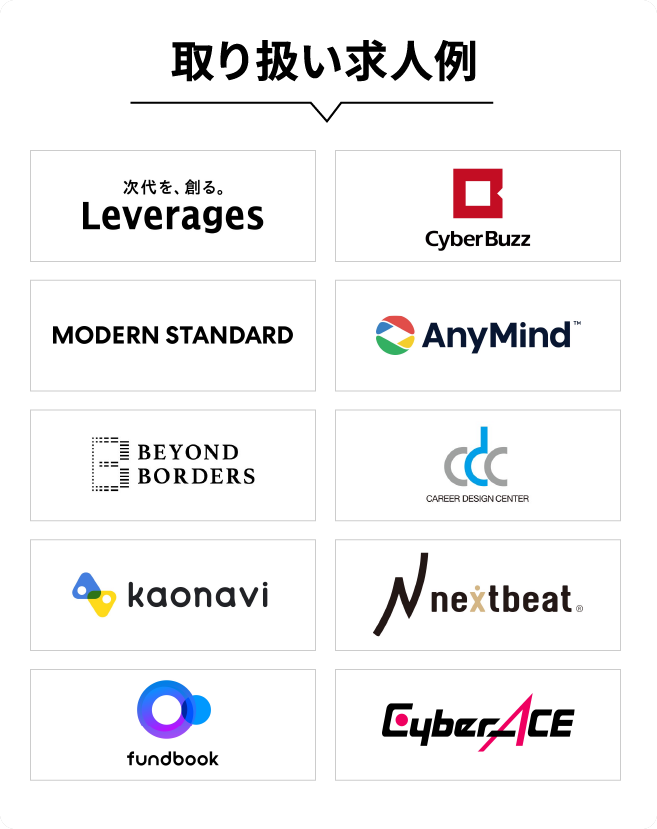 取り扱い求人例
次代を、創る。
Leverages
CyberBuzz
MODERN STANDARD
AnyMind™
BEYOND
BORDERS
cdc
CAREER DESIGN CENTER
kaonavi
nextbeat®
fundbook
CyberACE